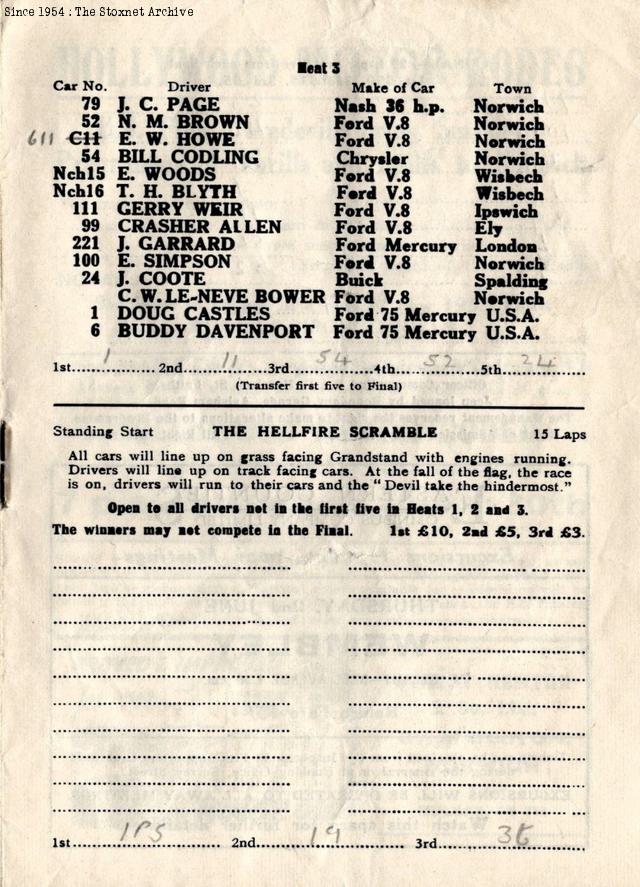 Since 1954 : The Stoxnet Archive
Heat 3
Car No. Driver Make of Car Town
79 J. C. PAGE Nash 36 h.p. Norwich
52 N. M. BROWN Ford V.8 Norwich
611 C11 E. W. HOWE Ford V.8 Norwich
54 BILL CODLING Chrysler Norwich
Nch15 E. WOODS Ford V.8 Wisbech
Nch16 T. H. BLYTH Ford V.8 Wisbech
111 GERRY WEIR Ford V.8 Ipswich
99 CRASHER ALLEN Ford V.8 Ely
221 J. GARRARD Ford Mercury London
100 E. SIMPSON Ford V.8 Norwich
24 J. COOTE Buick Spalding
C. W. LE-NEVE BOWER Ford V.8 Norwich
1 DOUG CASTLES Ford 75 Mercury U.S.A.
6 BUDDY DAVENPORT Ford 75 Mercury U.S.A.
1st 1 2nd 11 3rd 54 4th 52 5th 24
(Transfer first five to Final)
Standing Start THE HELLFIRE SCRAMBLE 15 Laps
All cars will line up on grass facing Grandstand with engines running.
Drivers will line up on track facing cars. At the fall of the flag, the race
is on, drivers will run to their cars and the "Devil take the hindermost."
Open to all drivers not in the first five in Heats 1, 2 and 3.
The winners may not compete in the Final. 1st £10, 2nd £5, 3rd £3.
1st 1PS 2nd 19 3rd 36